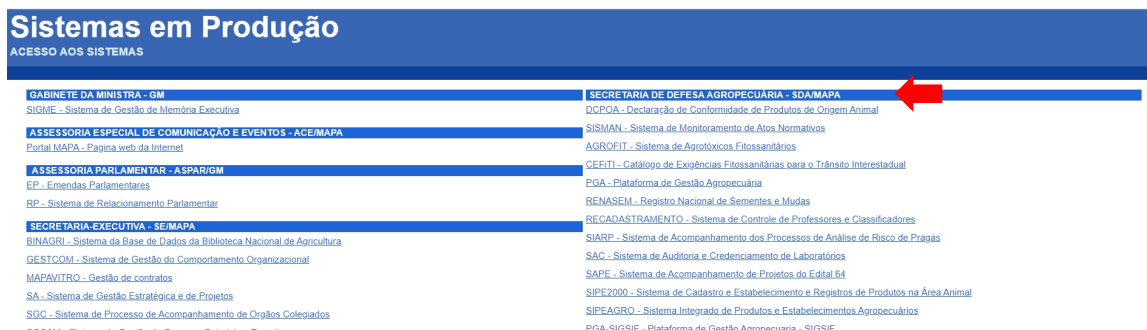 Sistemas em Produção
ACESSO AOS SISTEMAS
GABINETE DA MINISTRA - GM
SIGME - Sistema de Gestão de Memória Executiva
ASSESSORIA ESPECIAL DE COMUNICAÇÃO E EVENTOS - ACE/MAPA
Portal MAPA - Pagina web da Internet
ASSESSORIA PARLAMENTAR - ASPAR/GM
EP - Emendas Parlamentares
RP - Sistema de Relacionamento Parlamentar
SECRETARIA-EXECUTIVA - SE/MAPA
BINAGRI - Sistema da Base de Dados da Biblioteca Nacional de Agricultura
GESTCOM - Sistema de Gestão do Comportamento Organizacional
MAPAVITRO - Gestão de contratos
SA - Sistema de Gestão Estratégica e de Projetos
SGC - Sistema de Processo de Acompanhamento de Orgãos Colegiados
SECRETARIA DE DEFESA AGROPECUÁRIA - SDA/MAPA
DCPOA - Declaração de Conformidade de Produtos de Origem Animal
SISMAN - Sistema de Monitoramento de Atos Normativos
AGROFIT - Sistema de Agrotóxicos Fitossanitários
CEFiTI - Catálogo de Exigências Fitossanitárias para o Trânsito Interestadual
PGA - Plataforma de Gestão Agropecuária
RENASEM - Registro Nacional de Sementes e Mudas
RECADASTRAMENTO - Sistema de Controle de Professores e Classificadores
SIARP - Sistema de Acompanhamento dos Processos de Análise de Risco de Pragas
SAC - Sistema de Auditoria e Credenciamento de Laboratórios
SAPE - Sistema de Acompanhamento de Projetos do Edital 64
SIPE2000 - Sistema de Cadastro e Estabelecimento e Registros de Produtos na Área Animal
SIPEAGRO - Sistema Integrado de Produtos e Estabelecimentos Agropecuários
PGA-SIGSIF - Plataforma de Gestão Agropecuaria - SIGSIF